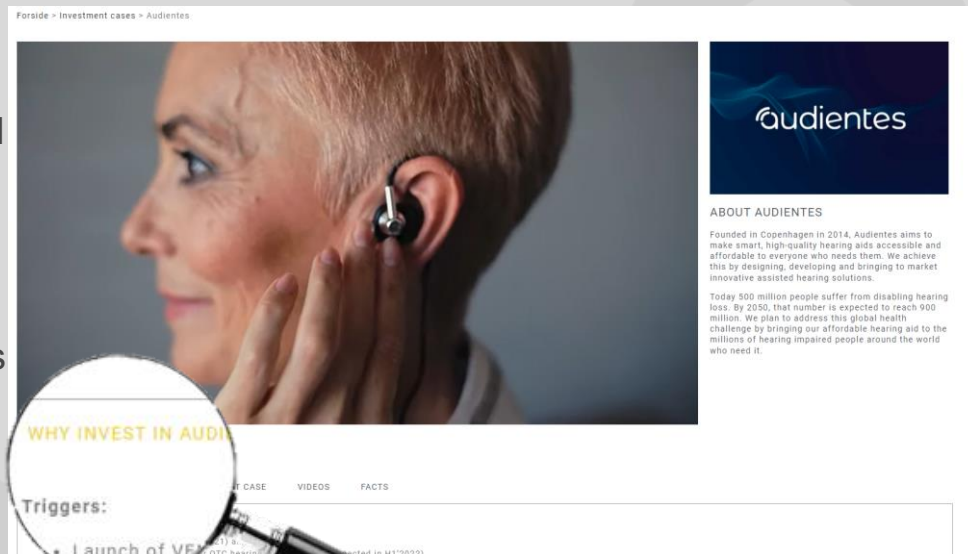 Forside > Investment cases > Audientes
audientes
ABOUT AUDIENTES
Founded in Copenhagen in 2014, Audientes aims to
make smart, high-quality hearing aids accessible and
affordable to everyone who needs them. We achieve
this by designing, developing and bringing to market
innovative assisted hearing solutions.
Today 500 million people suffer from disabling hearing
loss. By 2050, that number is expected to reach 900
million. We plan to address this global health
challenge by bringing our affordable hearing aid to the
millions of hearing impaired people around the world
who need it.
WHY INVEST IN AUDI
T CASE VIDEOS FACTS
Triggers:
• Launch of VE